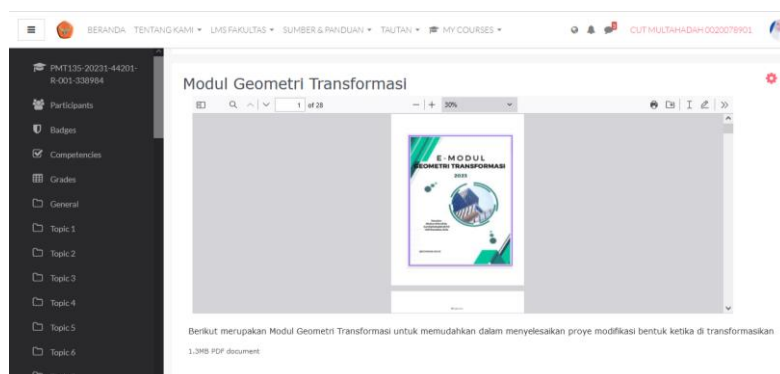 BERANDA TENTANG KAMI LMS FAKULTAS SUMBER & PANDUAN TAUTAN MY COURSES CUT MULTAHADAH 0020078901
PMT135-20231-44201-
R-001-338984
Participants
Badges
Competencies
Grades
General
Topic 1
Topic 2
Topic 3
Topic 4
Topic 5
Topic 6
Modul Geometri Transformasi
1 of 28 20%
E-MODUL
GEOMETRI TRANSFORMASI
2023
Berikut merupakan Modul Geometri Transformasi untuk memudahkan dalam menyelesaikan proye modifikasi bentuk ketika di transformasikan
1.3MB PDF document